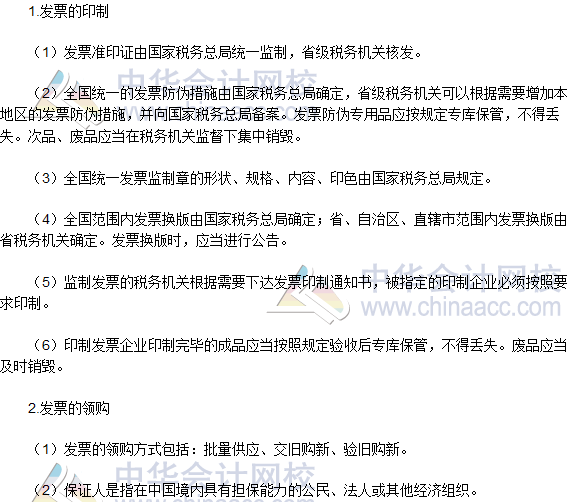 1.发票的印制
（1）发票准印证由国家税务总局统一监制，省级税务机关核发。
（2）全国统一的发票防伪措施由国家税务总局确定，省级税务机关可以根据需要增加本
地区的发票防伪措施，并向国家税务总局备案。发票防伪专用品应按规定专库保管，不得丢
失。次品、废品应当在税务机关监督下集中销毁。
（3）全国统一发票监制章的形状、规格、内容、印色由国家税务总局规定。
（4）全国范围内发票换版由国家税务总局确定；省、自治区、直辖市范围内发票换版由
省税务机关确定。发票换版时，应当进行公告。
（5）监制发票的税务机关根据需要下达发票印制通知书，被指定的印制企业必须按照要
求印制。
中华会计网校
www.chinaacc.com
（6）印制发票企业印制完毕的成品应当按照规定验收后专库保管，不得丢失。废品应当
及时销毁。
2.发票的领购
（1）发票的领购方式包括：批量供应、交旧购新、验旧购新。
（2）保证人是指在中国境内具有担保能力的公民、法人或其他经济组织。